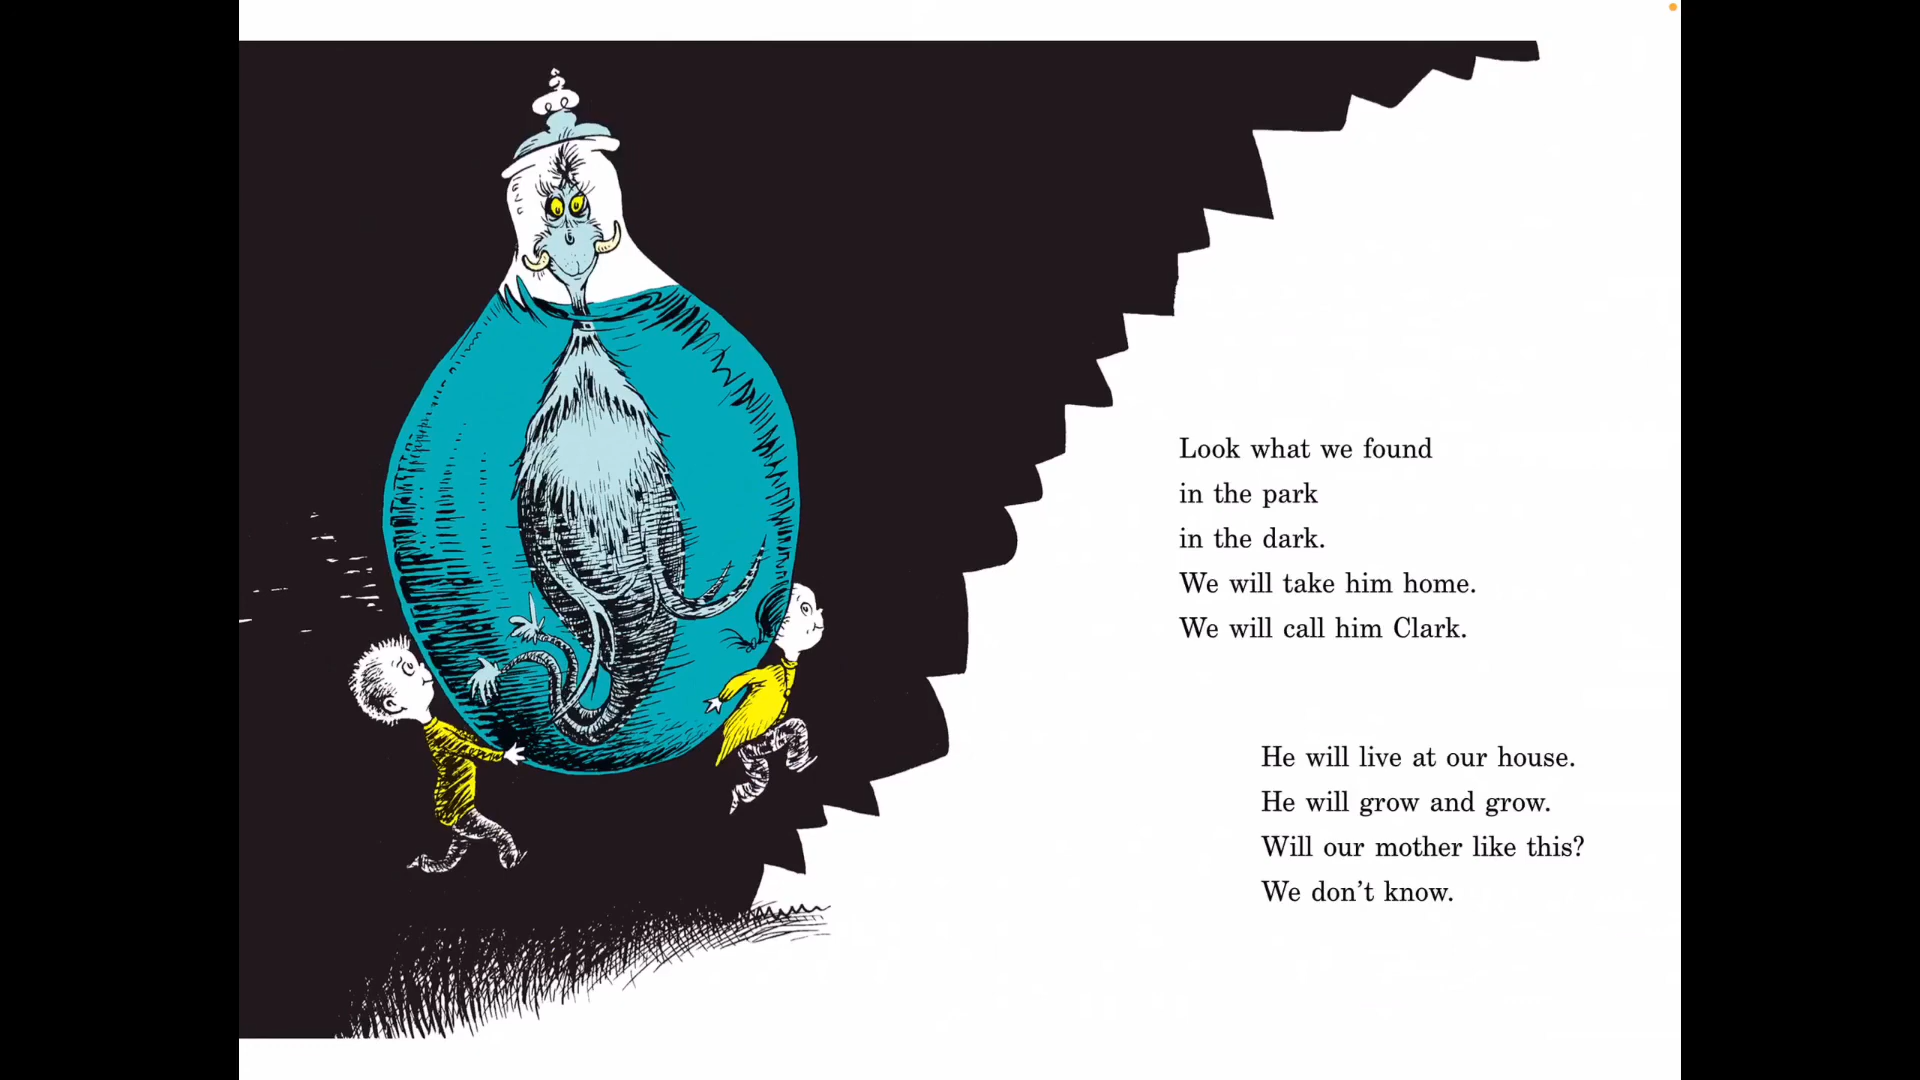 Look what we found
in the park
in the dark.
We will take him home.
We will call him Clark.
He will live at our house.
He will grow and grow.
Will our mother like this?
We don’t know.